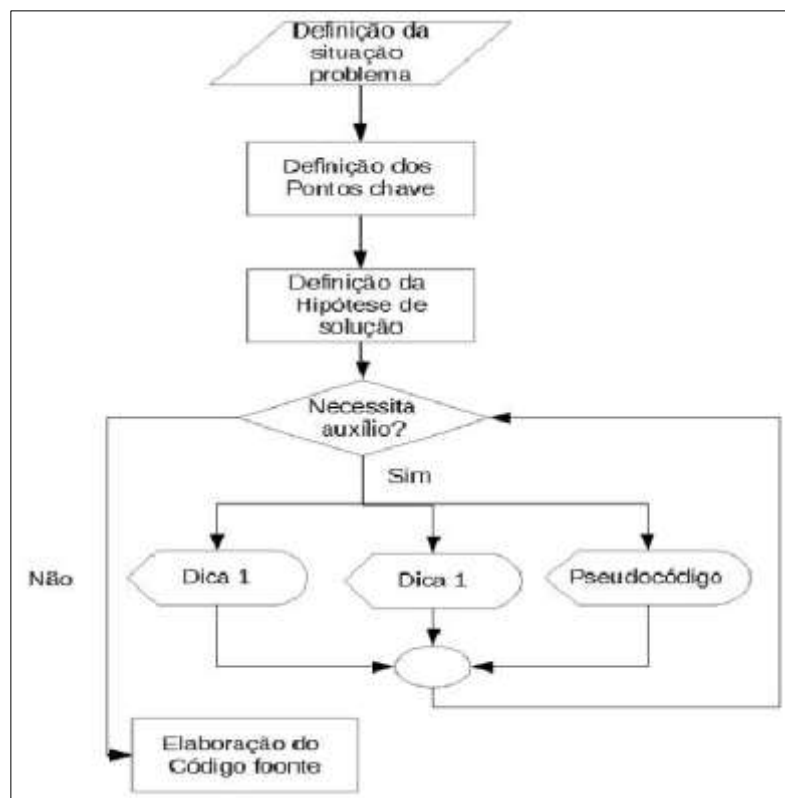 Definição da
situação
problema
Definição dos
Pontos chave
Definição da
Hipótese de
solução
Necessita
auxílio?
Sim
Não
Dica 1
Dica 1
Pseudocódigo
Elaboração do
Código foonte